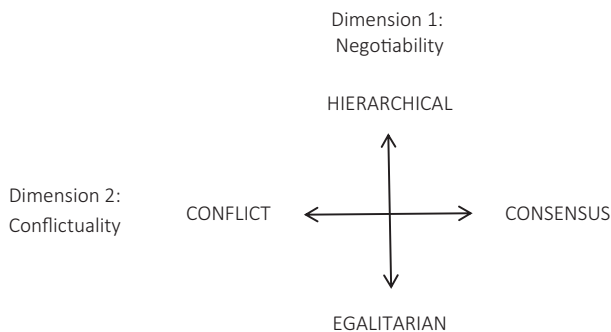 Dimension 1:
Negotiability
HIERARCHICAL
Dimension 2:
Conflictuality
CONFLICT
CONSENSUS
EGALITARIAN